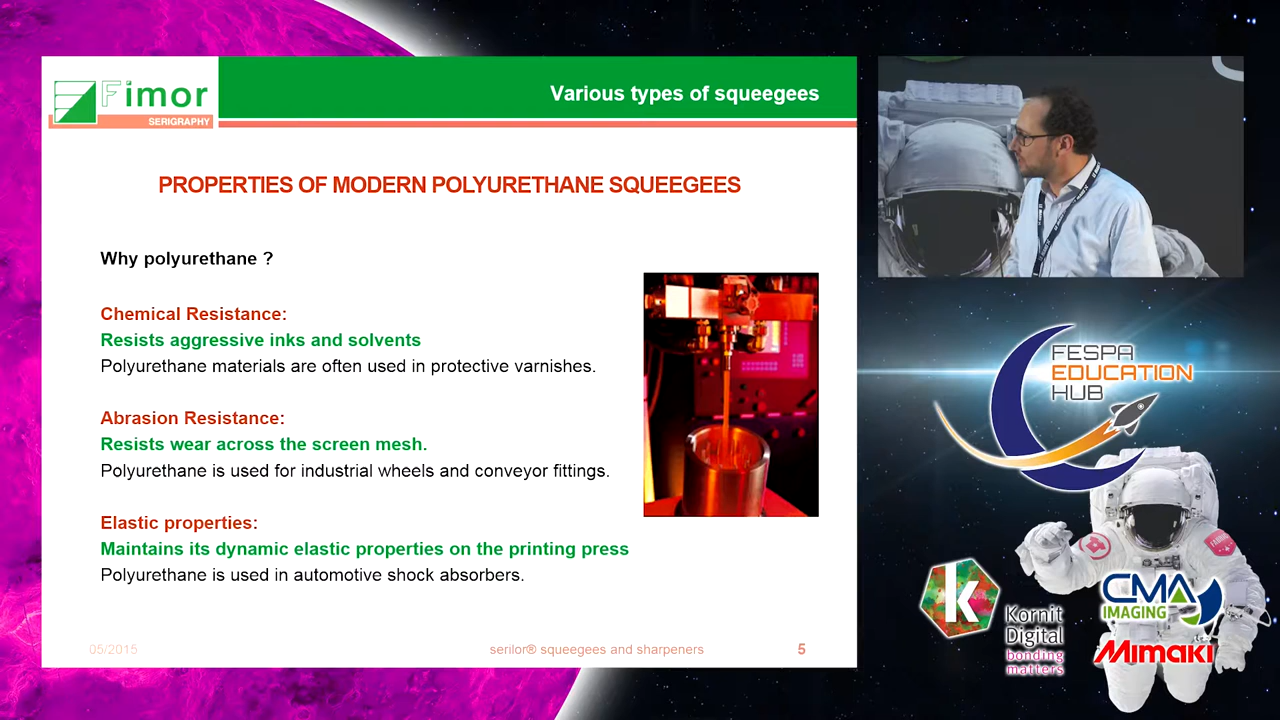 Fimor
SERIGRAPHY
Various types of squeegees
PROPERTIES OF MODERN POLYURETHANE SQUEEGEES
Why polyurethane ?
Chemical Resistance:
Resists aggressive inks and solvents
Polyurethane materials are often used in protective varnishes.
Abrasion Resistance:
Resists wear across the screen mesh.
Polyurethane is used for industrial wheels and conveyor fittings.
Elastic properties:
Maintains its dynamic elastic properties on the printing press
Polyurethane is used in automotive shock absorbers.
05/2015
serilor® squeegees and sharpeners
5
FESPA
EDUCATION
HUB
k
Kornit
Digital
bonding
matters
CMA
IMAGING
Mimaki